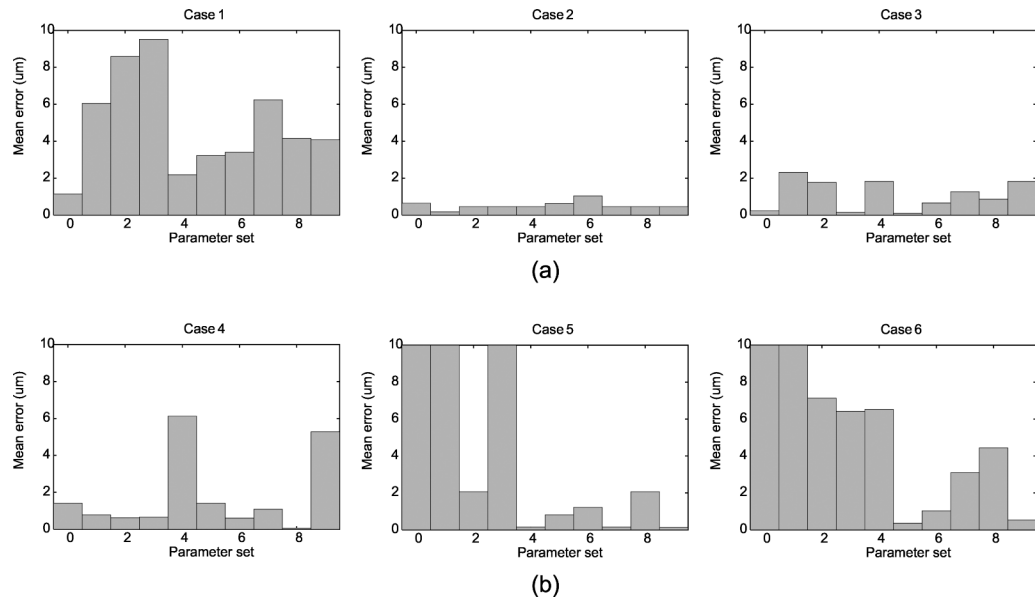 Case 1
Case 2
Case 3
10
8
6
4
2
0
Mean error (um)
0 2 4 6 8
Parameter set
10
8
6
4
2
0
Mean error (um)
0 2 4 6 8
Parameter set
10
8
6
4
2
0
Mean error (um)
0 2 4 6 8
Parameter set
(a)
Case 4
Case 5
Case 6
10
8
6
4
2
0
Mean error (um)
0 2 4 6 8
Parameter set
10
8
6
4
2
0
Mean error (um)
0 2 4 6 8
Parameter set
10
8
6
4
2
0
Mean error (um)
0 2 4 6 8
Parameter set
(b)